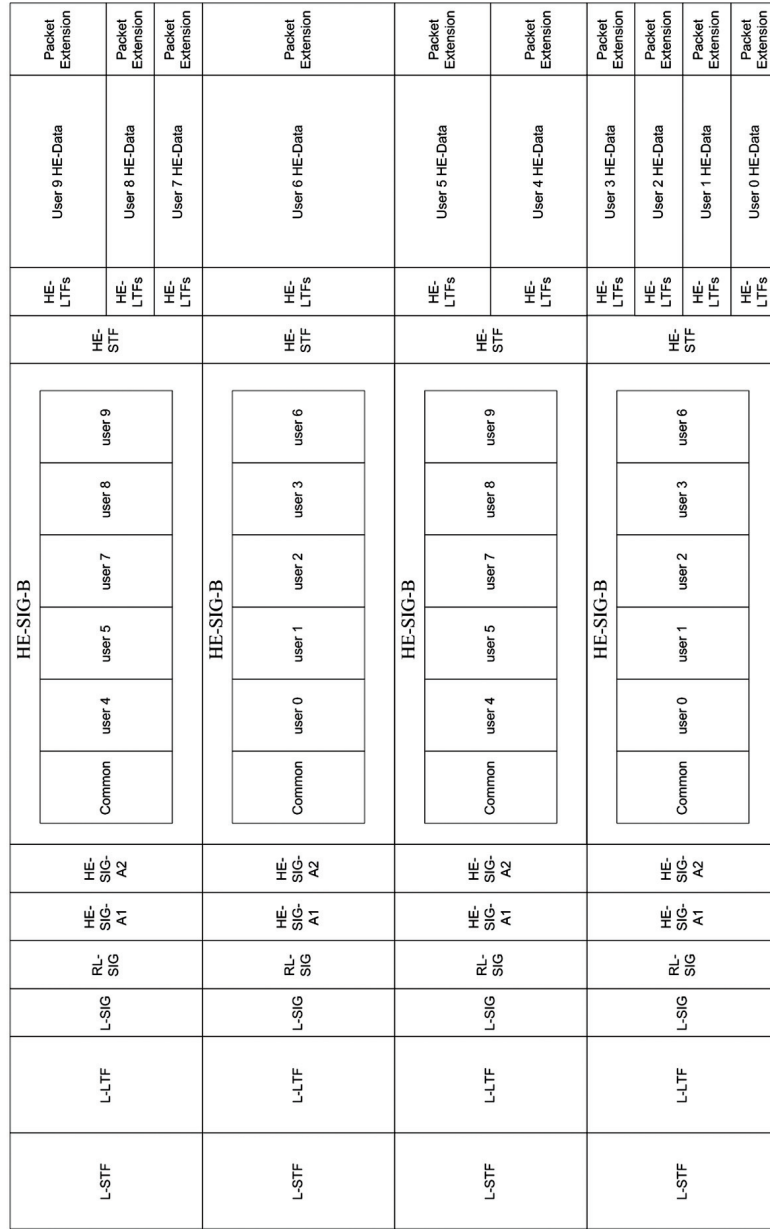 L-STF
L-LTF
L-SIG
RL-
SIG
HE-
SIG-
A1
HE-
SIG-
A2
HE-SIG-B
Common
user 4
user 5
user 7
user 8
user 9
HE-
STF
HE-
LTFs
User 9 HE-Data
Packet
Extension
HE-
LTFs
User 8 HE-Data
Packet
Extension
HE-
LTFs
User 7 HE-Data
Packet
Extension
L-STF
L-LTF
L-SIG
RL-
SIG
HE-
SIG-
A1
HE-
SIG-
A2
HE-SIG-B
Common
user 0
user 1
user 2
user 3
user 6
HE-
STF
HE-
LTFs
User 6 HE-Data
Packet
Extension
L-STF
L-LTF
L-SIG
RL-
SIG
HE-
SIG-
A1
HE-
SIG-
A2
HE-SIG-B
Common
user 4
user 5
user 7
user 8
user 9
HE-
STF
HE-
LTFs
User 5 HE-Data
Packet
Extension
HE-
LTFs
User 4 HE-Data
Packet
Extension
L-STF
L-LTF
L-SIG
RL-
SIG
HE-
SIG-
A1
HE-
SIG-
A2
HE-SIG-B
Common
user 0
user 1
user 2
user 3
user 6
HE-
STF
HE-
LTFs
User 3 HE-Data
Packet
Extension
HE-
LTFs
User 2 HE-Data
Packet
Extension
HE-
LTFs
User 1 HE-Data
Packet
Extension
HE-
LTFs
User 0 HE-Data
Packet
Extension